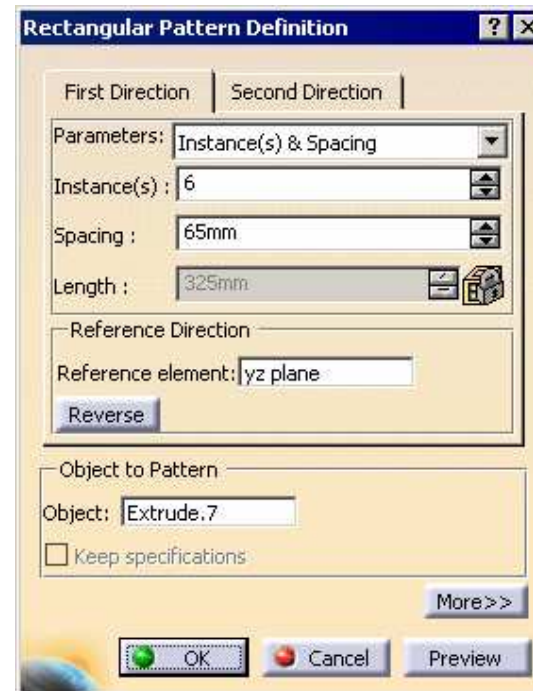 Rectangular Pattern Definition ? X
First Direction Second Direction
Parameters: Instance(s) & Spacing
Instance(s) : 6
Spacing : 65mm
Length : 325mm
Reference Direction
Reference element: yz plane
Reverse
Object to Pattern
Object: Extrude.7
Keep specifications
More>>
OK Cancel Preview